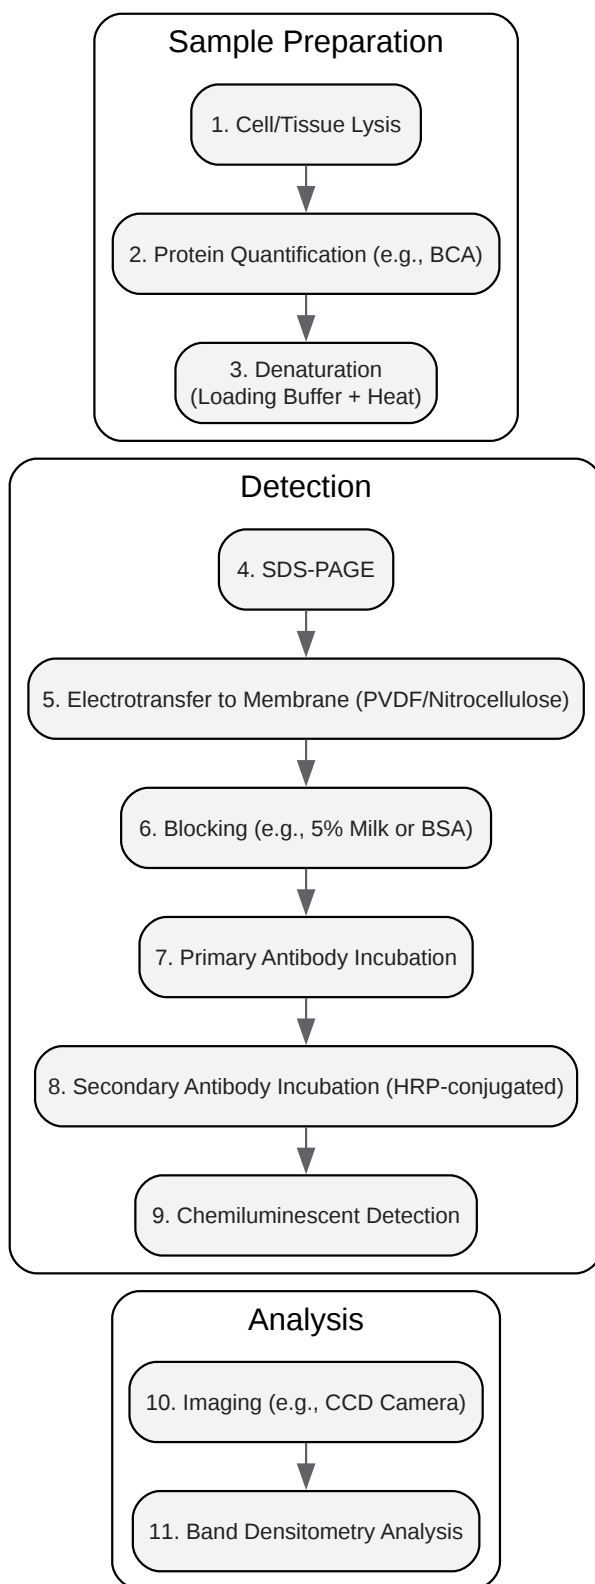 Sample Preparation
1. Cell/Tissue Lysis
2. Protein Quantification (e.g., BCA)
3. Denaturation
(Loading Buffer + Heat)
Detection
4. SDS-PAGE
5. Electrotransfer to Membrane (PVDF/Nitrocellulose)
6. Blocking (e.g., 5% Milk or BSA)
7. Primary Antibody Incubation
8. Secondary Antibody Incubation (HRP-conjugated)
9. Chemiluminescent Detection
Analysis
10. Imaging (e.g., CCD Camera)
11. Band Densitometry Analysis